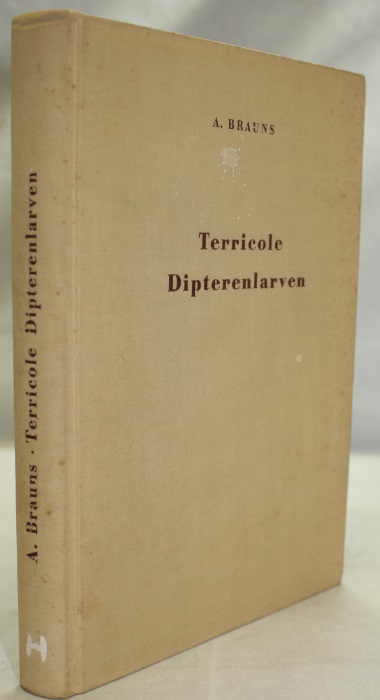 A. BRAUNS
Terricole
Dipterenlarven
A. Brauns · Terricole Dipterenlarven